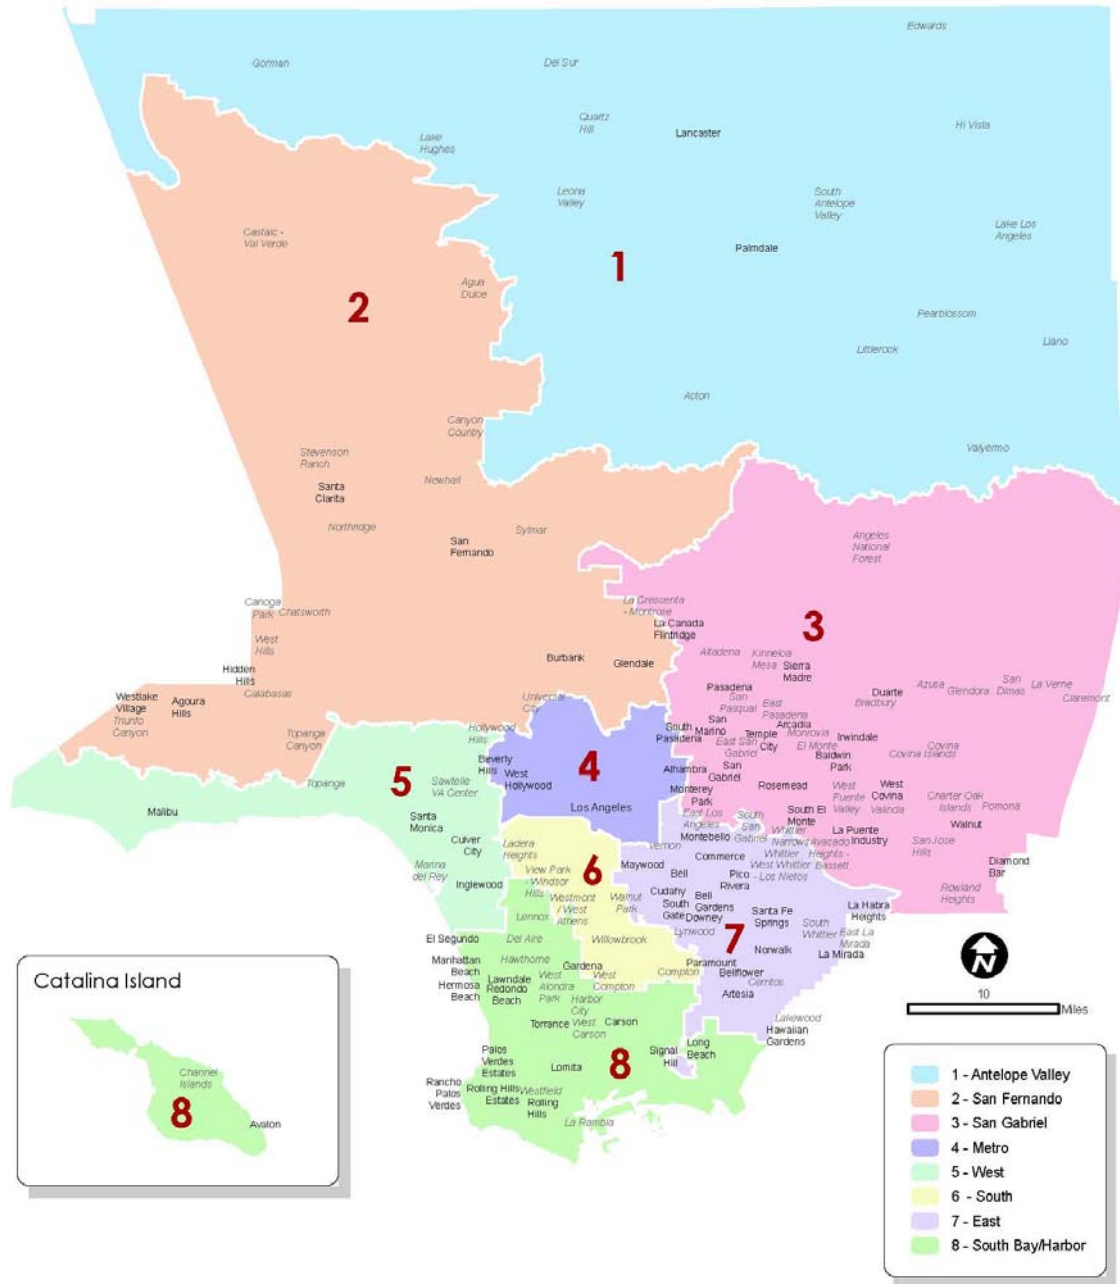 Edwards
Gorman
Del Sur
Quartz
Hill
Lancaster
Hi Vista
Lake
Hughes
Leona
Valley
South
Antelope
Valley
Lake Los
Angeles
Castaic -
Val Verde
Palmdale
1
Agua
Dulce
2
Pearblossom
Littlerock
Llano
Acton
Canyon
Country
Valyermo
Stevenson
Ranch
Newhall
Santa
Clarita
Northridge
Sylmar
San
Fernando
Angeles
National
Forest
Canoga
Park
Chatsworth
La Crescenta
- Montrose
La Canada
Flintridge
3
West
Hills
Altadena
Kinneloa
Mesa
Sierra
Madre
Burbank
Glendale
Hidden
Hills
Calabasas
Westlake
Village
Agoura
Hills
Triunfo
Canyon
Pasadena
San
Pasqual
East
Pasadena
Duarte
Bradbury
Azusa
Glendora
San
Dimas
La Verne
Claremont
Universal
City
Topanga
Canyon
Hollywood
Hills
South
Pasadena
San
Marino
Arcadia
Monrovia
Temple
City
East San
Gabriel
El Monte
Irwindale
Baldwin
Park
Covina
Covina Islands
Beverly
Hills
West
Hollywood
4
Alhambra
San
Gabriel
5
Sawtelle
VA Center
Topanga
Malibu
Monterey
Park
Rosemead
West
Puente
Valley
West
Covina
Valinda
Charter Oak
Islands
Pomona
Los Angeles
East Los
Angeles
South
San
Gabriel
South El
Monte
Walnut
Santa
Monica
Culver
City
Ladera
Heights
Montebello
Vernon
Whittier
Narrows
Avocado
Heights -
Bassett
La Puente
Industry
San Jose
Hills
Marina
del Rey
Inglewood
View Park
- Windsor
Hills
6
Maywood
Commerce
Whittier
West Whittier
- Los Nietos
Bell
Pico
Rivera
Diamond
Bar
Rowland
Heights
Lennox
Westmont
/ West
Athens
Walnut
Park
Cudahy
South
Gate
Bell
Gardens
Downey
Santa Fe
Springs
La Habra
Heights
Lynwood
7
South
Whittier
East La
Mirada
La Mirada
Norwalk
El Segundo
Del Aire
Willowbrook
Manhattan
Beach
Hawthorne
Gardena
Hermosa
Beach
Lawndale
Redondo
Beach
West
Alondra
Park
West
Compton
Compton
Paramount
Bellflower
Cerritos
Artesia
Harbor
City
Torrance
West
Carson
Carson
Lakewood
Hawaiian
Gardens
Palos
Verdes
Estates
Lomita
8
Signal
Hill
Long
Beach
Rancho
Palos
Verdes
Rolling Hills
Estates
Westfield
Rolling
Hills
La Rambla
Catalina Island
Channel
Islands
8
Avalon
N
10
Miles
1 - Antelope Valley
2 - San Fernando
3 - San Gabriel
4 - Metro
5 - West
6 - South
7 - East
8 - South Bay/Harbor